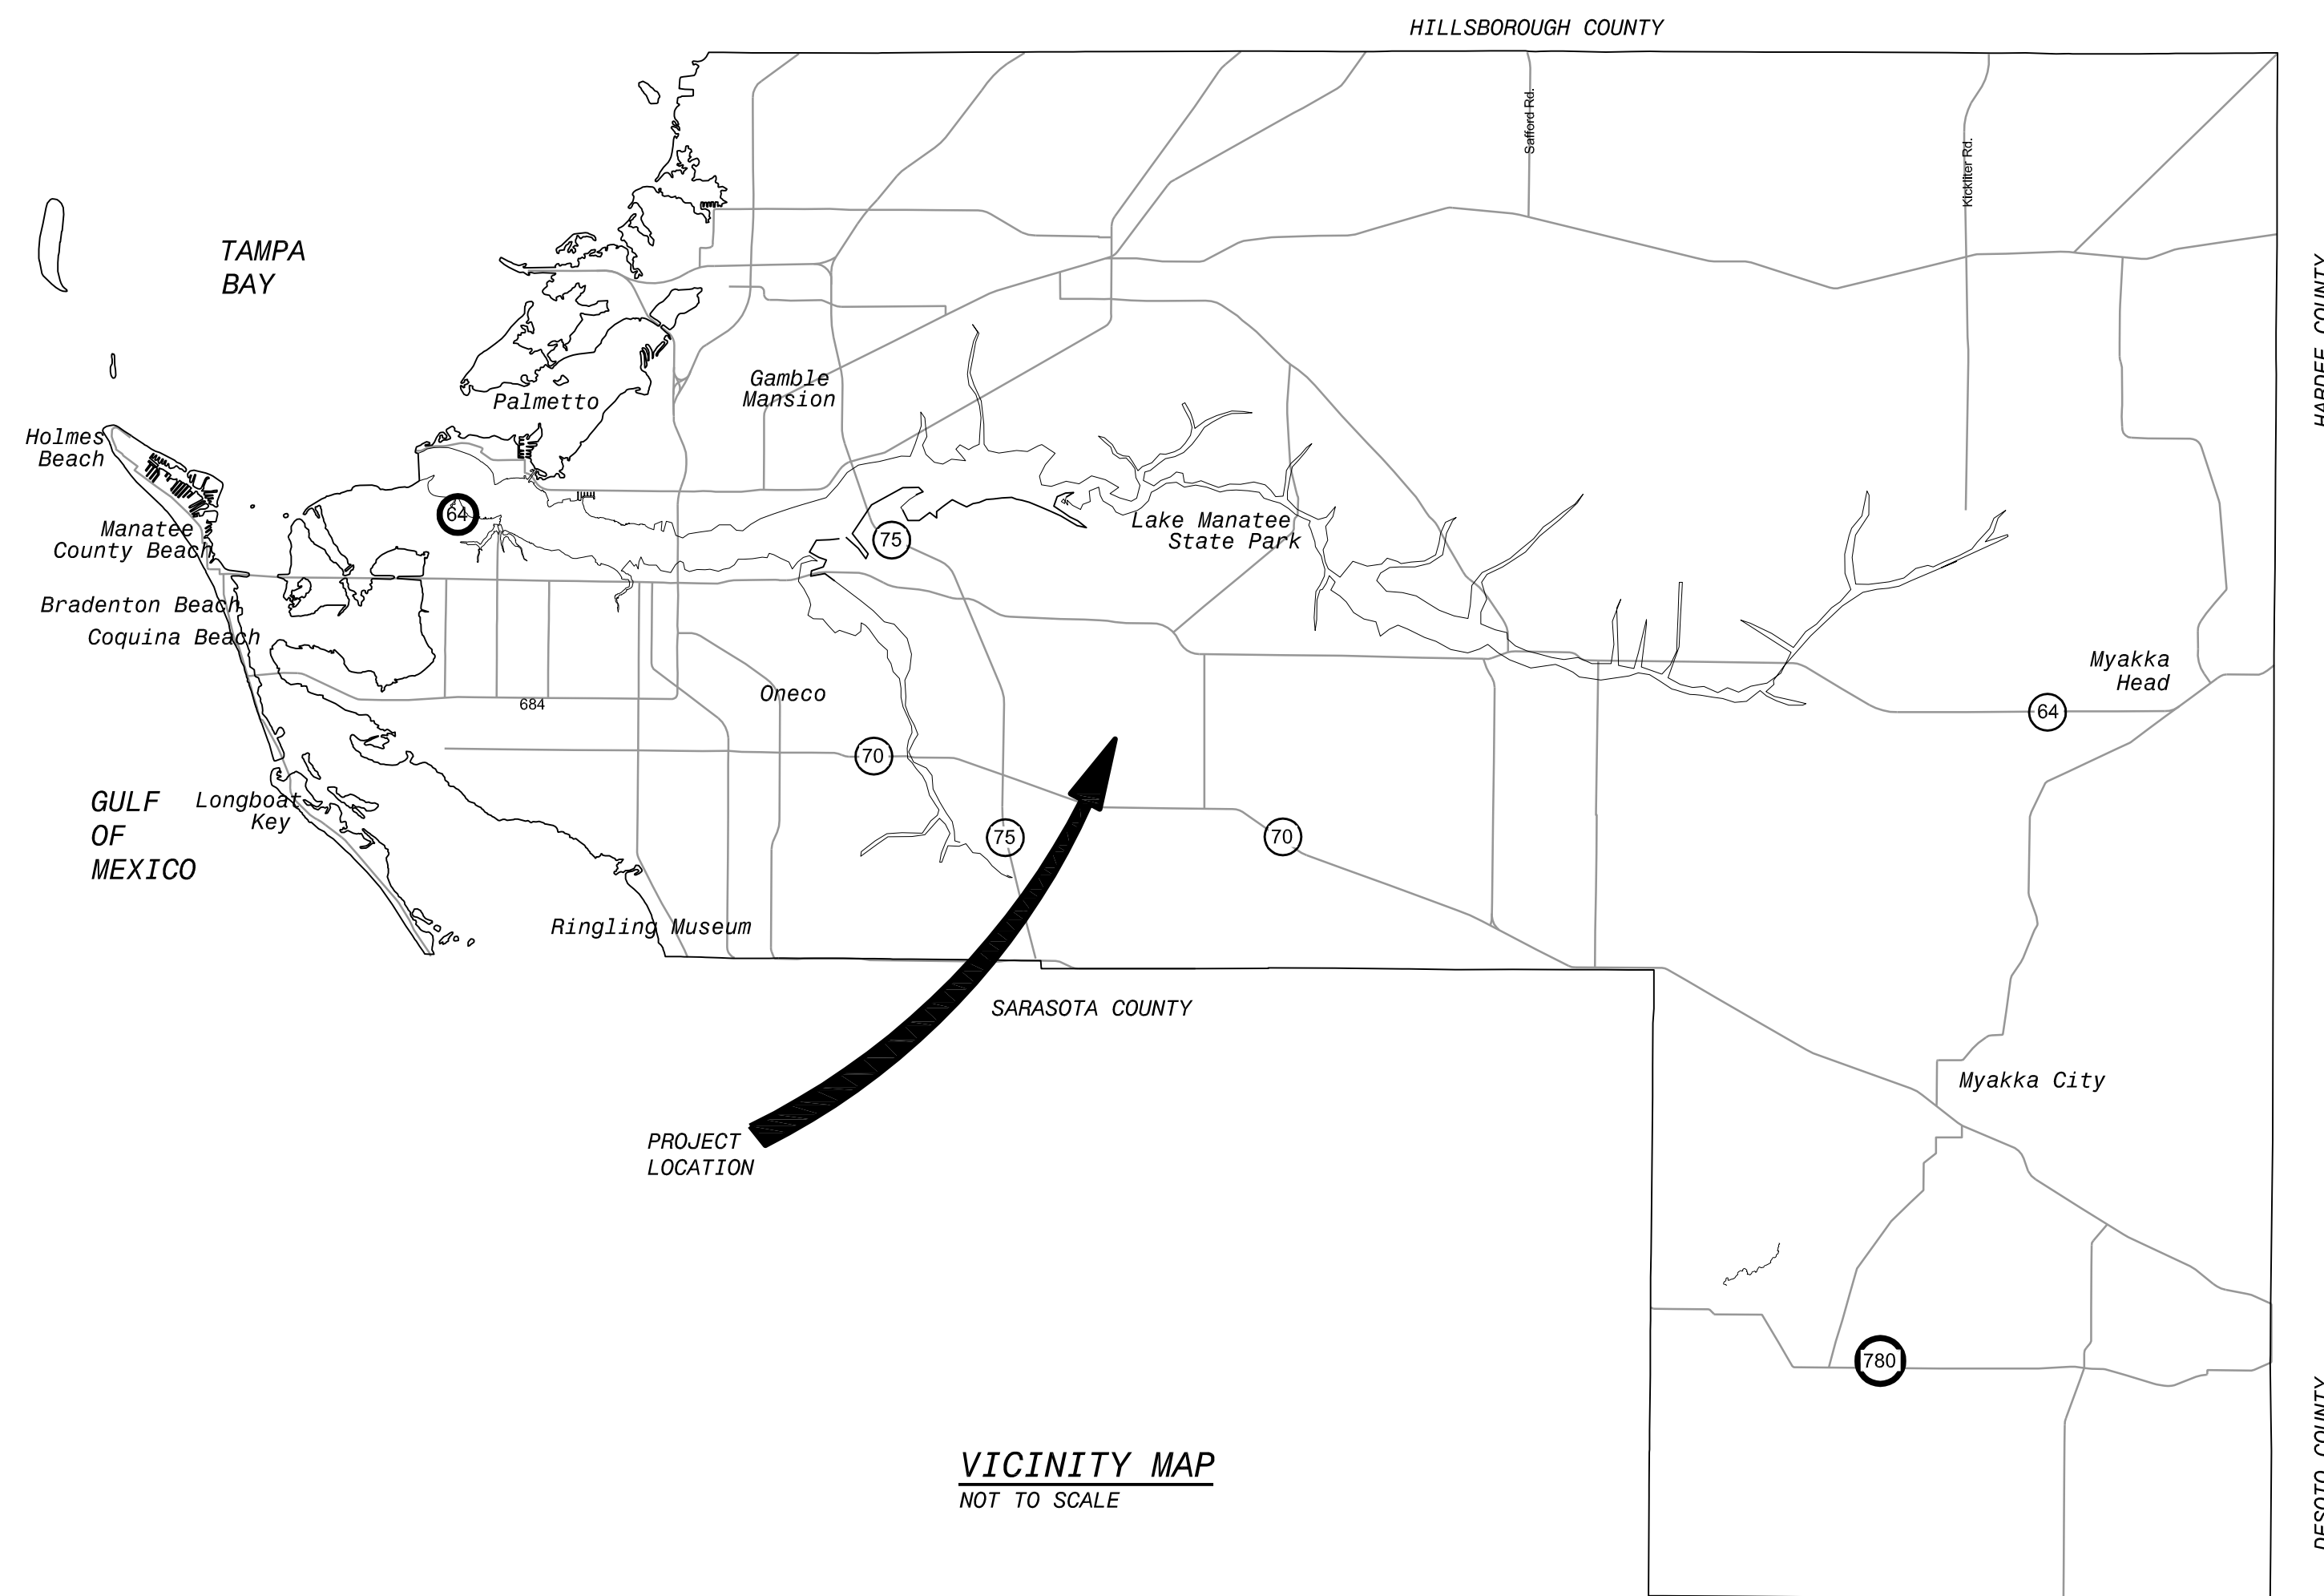 HILLSBOROUGH COUNTY
Safford Rd.
Kickliter Rd.
TAMPA
BAY
HARDEE COUNTY
Gamble
Mansion
Palmetto
Holmes
Beach
64
Manatee
County Beach
75
Lake Manatee
State Park
Bradenton Beach
Coquina Beach
Myakka
Head
Oneco
684
64
70
GULF
OF
MEXICO
Longboat
Key
75
70
Ringling Museum
SARASOTA COUNTY
Myakka City
PROJECT
LOCATION
780
DESOTO COUNTY
VICINITY MAP
NOT TO SCALE